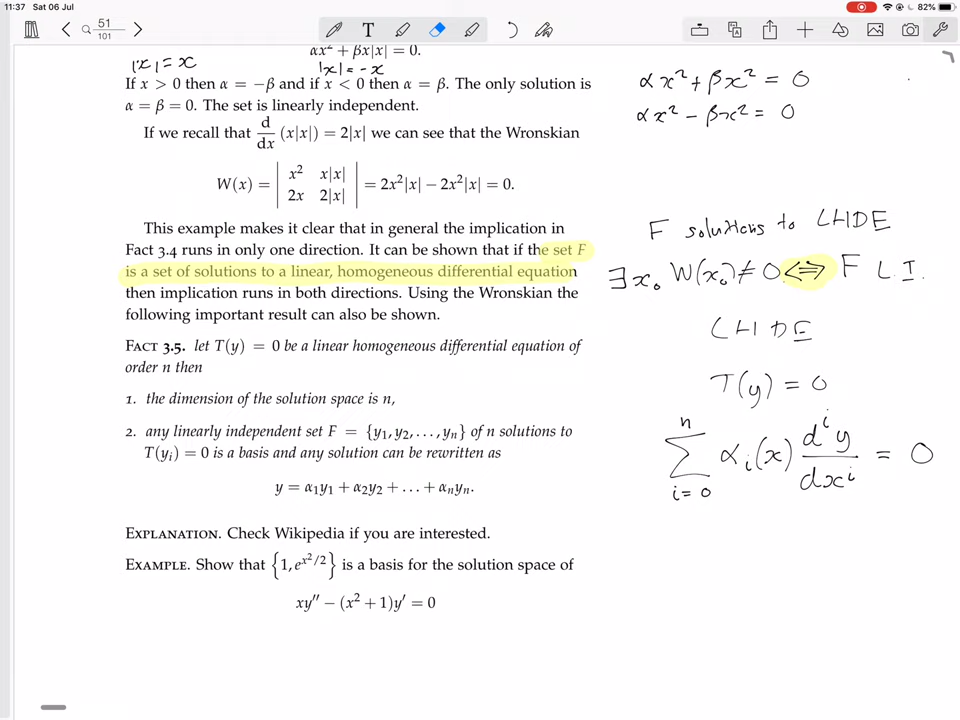 11:37 Sat 06 Jul
82%
51
101
T
αx² + βx|x| = 0.
|x| = x
|x| = -x
If x > 0 then α = −β and if x < 0 then α = β. The only solution is
α = β = 0. The set is linearly independent.
If we recall that d/dx (x|x|) = 2|x| we can see that the Wronskian
W(x) = | x² x|x| |
| 2x 2|x| | = 2x²|x| − 2x²|x| = 0.
This example makes it clear that in general the implication in
Fact 3.4 runs in only one direction. It can be shown that if the set F
is a set of solutions to a linear, homogeneous differential equation
then implication runs in both directions. Using the Wronskian the
following important result can also be shown.
FACT 3.5. let T(y) = 0 be a linear homogeneous differential equation of
order n then
1. the dimension of the solution space is n,
2. any linearly independent set F = {y₁, y₂, . . . , yₙ} of n solutions to
T(yᵢ) = 0 is a basis and any solution can be rewritten as
y = α₁y₁ + α₂y₂ + . . . + αₙyₙ.
EXPLANATION. Check Wikipedia if you are interested.
EXAMPLE. Show that {1, e^{x²/2}} is a basis for the solution space of
xy″ − (x² + 1)y′ = 0
αx² + βx² = 0
αx² − βx² = 0
F solutions to LHDE
∃x₀ W(x₀) ≠ 0 ⇔ F L.I.
LHDE
T(y) = 0
n
∑ αᵢ(x) dⁱy/dxⁱ = 0
i=0